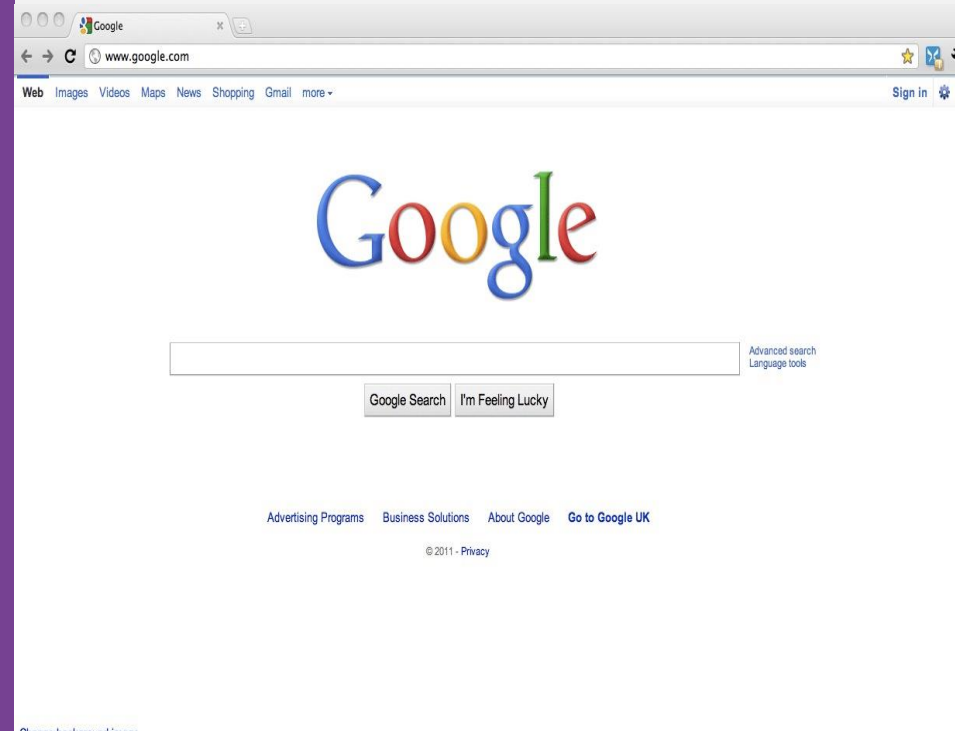 Google
www.google.com
Web Images Videos Maps News Shopping Gmail more Sign in
Google
Advanced search
Language tools
Google Search I'm Feeling Lucky
Advertising Programs Business Solutions About Google Go to Google UK
© 2011 - Privacy